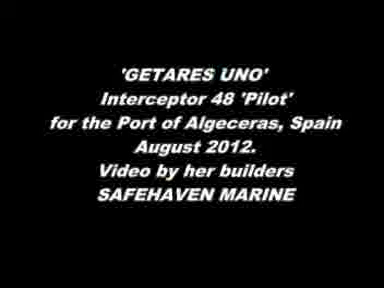 'GETARES UNO'
Interceptor 48 'Pilot'
for the Port of Algeceras, Spain
August 2012.
Video by her builders
SAFEHAVEN MARINE